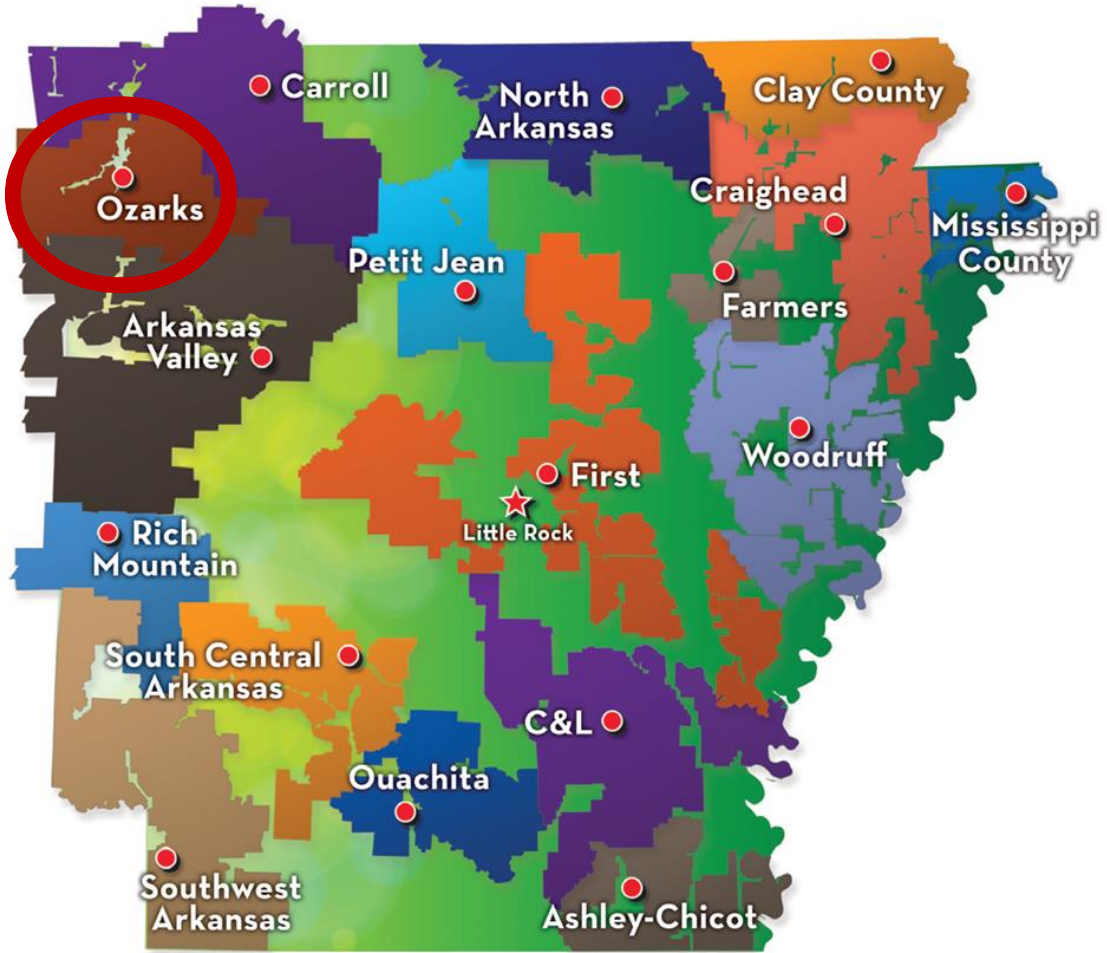 Carroll
North
Arkansas
Clay County
Ozarks
Craighead
Mississippi
County
Petit Jean
Farmers
Arkansas
Valley
Woodruff
First
Little Rock
Rich
Mountain
South Central
Arkansas
C&L
Ouachita
Southwest
Arkansas
Ashley-Chicot